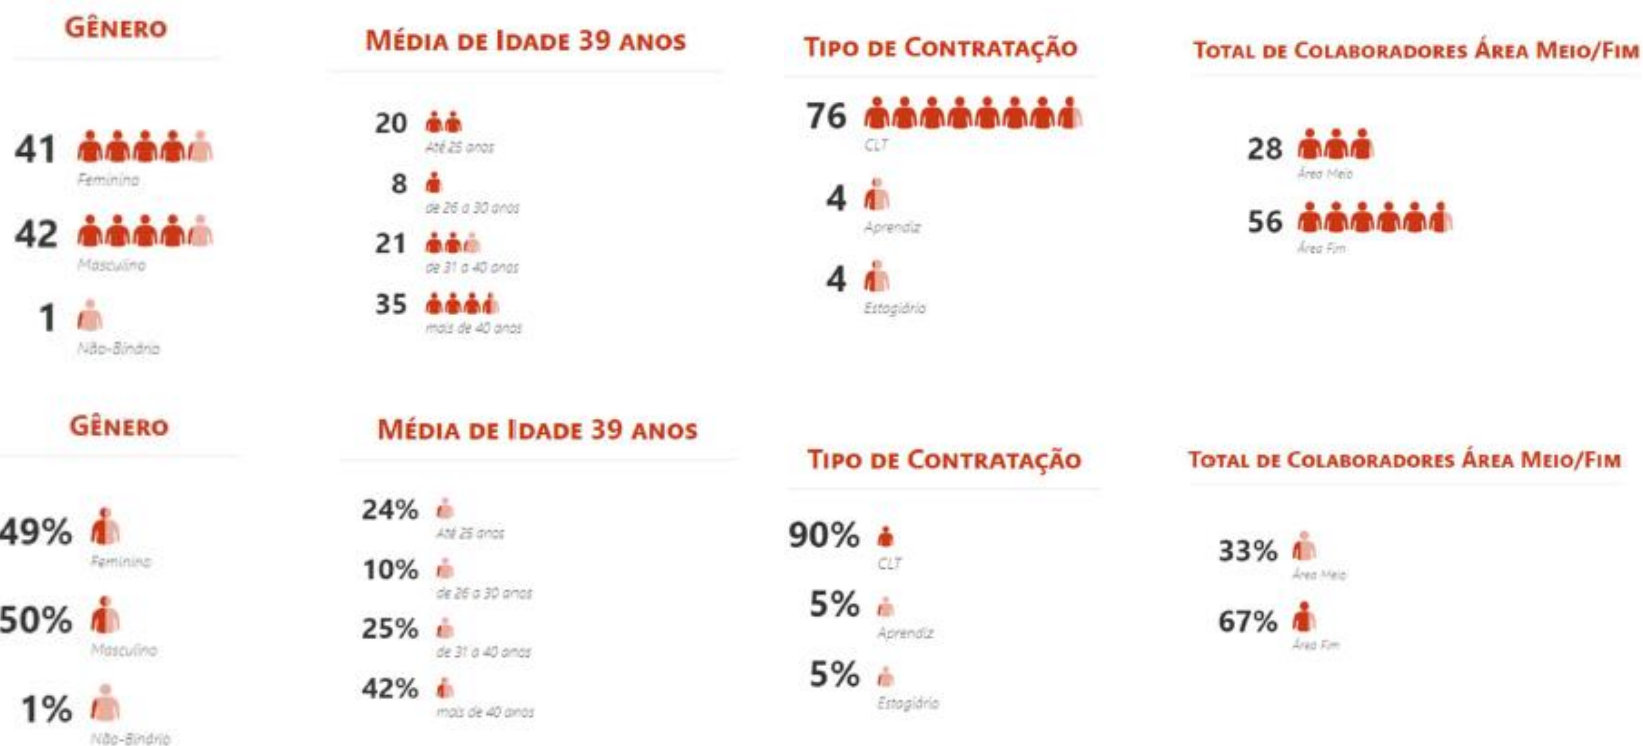 GÊNERO
41
Feminino
42
Masculino
1
Não-Binário
MÉDIA DE IDADE 39 ANOS
20
Até 25 anos
8
de 26 a 30 anos
21
de 31 a 40 anos
35
mais de 40 anos
TIPO DE CONTRATAÇÃO
76
CLT
4
Aprendiz
4
Estagiário
TOTAL DE COLABORADORES ÁREA MEIO/FIM
28
Área Meio
56
Área Fim
GÊNERO
49%
Feminino
50%
Masculino
1%
Não-Binário
MÉDIA DE IDADE 39 ANOS
24%
Até 25 anos
10%
de 26 a 30 anos
25%
de 31 a 40 anos
42%
mais de 40 anos
TIPO DE CONTRATAÇÃO
90%
CLT
5%
Aprendiz
5%
Estagiário
TOTAL DE COLABORADORES ÁREA MEIO/FIM
33%
Área Meio
67%
Área Fim